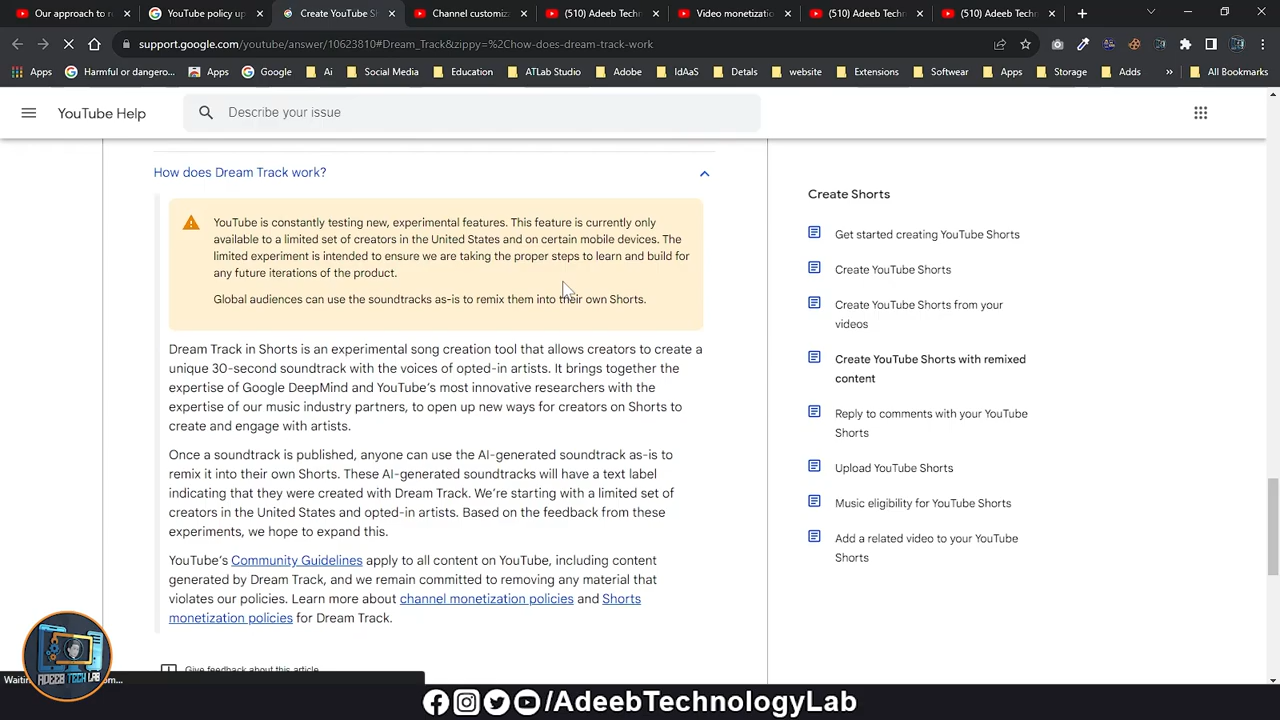 Our approach to r
YouTube policy up
Create YouTube S
Channel customiz
(510) Adeeb Techn
Video monetizatio
(510) Adeeb Techn
(510) Adeeb Techn
support.google.com/youtube/answer/10623810#Dream_Track&zippy=%2Chow-does-dream-track-work
Apps
Harmful or dangero...
Apps
Google
Ai
Social Media
Education
ATLab Studio
Adobe
IdAaS
Detals
website
Extensions
Softwear
Apps
Storage
Adds
»
All Bookmarks
YouTube Help
Describe your issue
How does Dream Track work?
YouTube is constantly testing new, experimental features. This feature is currently only
available to a limited set of creators in the United States and on certain mobile devices. The
limited experiment is intended to ensure we are taking the proper steps to learn and build for
any future iterations of the product.
Global audiences can use the soundtracks as-is to remix them into their own Shorts.
Dream Track in Shorts is an experimental song creation tool that allows creators to create a
unique 30-second soundtrack with the voices of opted-in artists. It brings together the
expertise of Google DeepMind and YouTube's most innovative researchers with the
expertise of our music industry partners, to open up new ways for creators on Shorts to
create and engage with artists.
Once a soundtrack is published, anyone can use the AI-generated soundtrack as-is to
remix it into their own Shorts. These AI-generated soundtracks will have a text label
indicating that they were created with Dream Track. We're starting with a limited set of
creators in the United States and opted-in artists. Based on the feedback from these
experiments, we hope to expand this.
YouTube's Community Guidelines apply to all content on YouTube, including content
generated by Dream Track, and we remain committed to removing any material that
violates our policies. Learn more about channel monetization policies and Shorts
monetization policies for Dream Track.
Give feedback about this article
Create Shorts
Get started creating YouTube Shorts
Create YouTube Shorts
Create YouTube Shorts from your
videos
Create YouTube Shorts with remixed
content
Reply to comments with your YouTube
Shorts
Upload YouTube Shorts
Music eligibility for YouTube Shorts
Add a related video to your YouTube
Shorts
ADEEB TECH LAB
/AdeebTechnologyLab